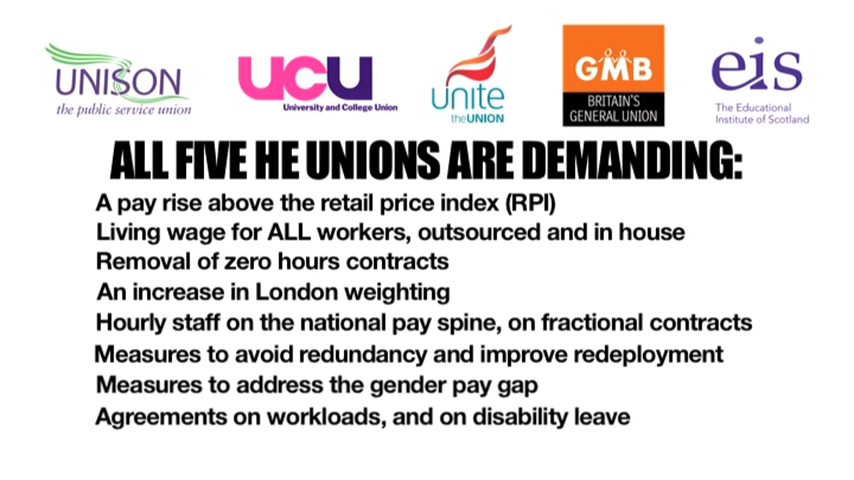 UNISON
the public service union
UCU
University and College Union
unite
theUNION
GMB
BRITAIN'S
GENERAL UNION
eis
The Educational
Institute of Scotland
ALL FIVE HE UNIONS ARE DEMANDING:
A pay rise above the retail price index (RPI)
Living wage for ALL workers, outsourced and in house
Removal of zero hours contracts
An increase in London weighting
Hourly staff on the national pay spine, on fractional contracts
Measures to avoid redundancy and improve redeployment
Measures to address the gender pay gap
Agreements on workloads, and on disability leave